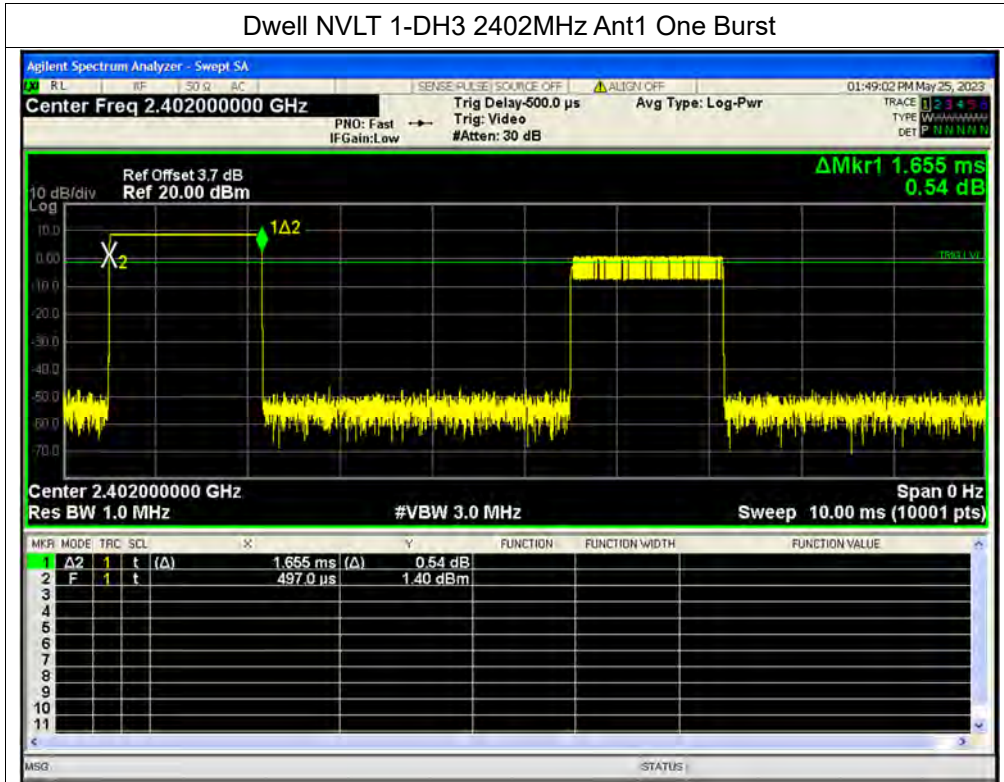 Dwell NVLT 1-DH3 2402MHz Ant1 One Burst
Agilent Spectrum Analyzer - Swept SA
LXI RL RF 50 Ω AC SENSE:PULSE SOURCE OFF ALIGN OFF 01:49:02 PM May 25, 2023
Center Freq 2.402000000 GHz Trig Delay-500.0 µs Avg Type: Log-Pwr TRACE 1 2 3 4 5 6
PNO: Fast Trig: Video TYPE W
IFGain:Low #Atten: 30 dB DET P N N N N N
ΔMkr1 1.655 ms
Ref Offset 3.7 dB 0.54 dB
10 dB/div Ref 20.00 dBm
Log
10.0
1Δ2
0.00
2
TRIG LVL
-10.0
-20.0
-30.0
-40.0
-50.0
-60.0
-70.0
Center 2.402000000 GHz Span 0 Hz
Res BW 1.0 MHz #VBW 3.0 MHz Sweep 10.00 ms (10001 pts)
MKR MODE TRC SCL X Y FUNCTION FUNCTION WIDTH FUNCTION VALUE
1 Δ2 1 t (Δ) 1.655 ms (Δ) 0.54 dB
2 F 1 t 497.0 µs 1.40 dBm
3
4
5
6
7
8
9
10
11
MSG STATUS